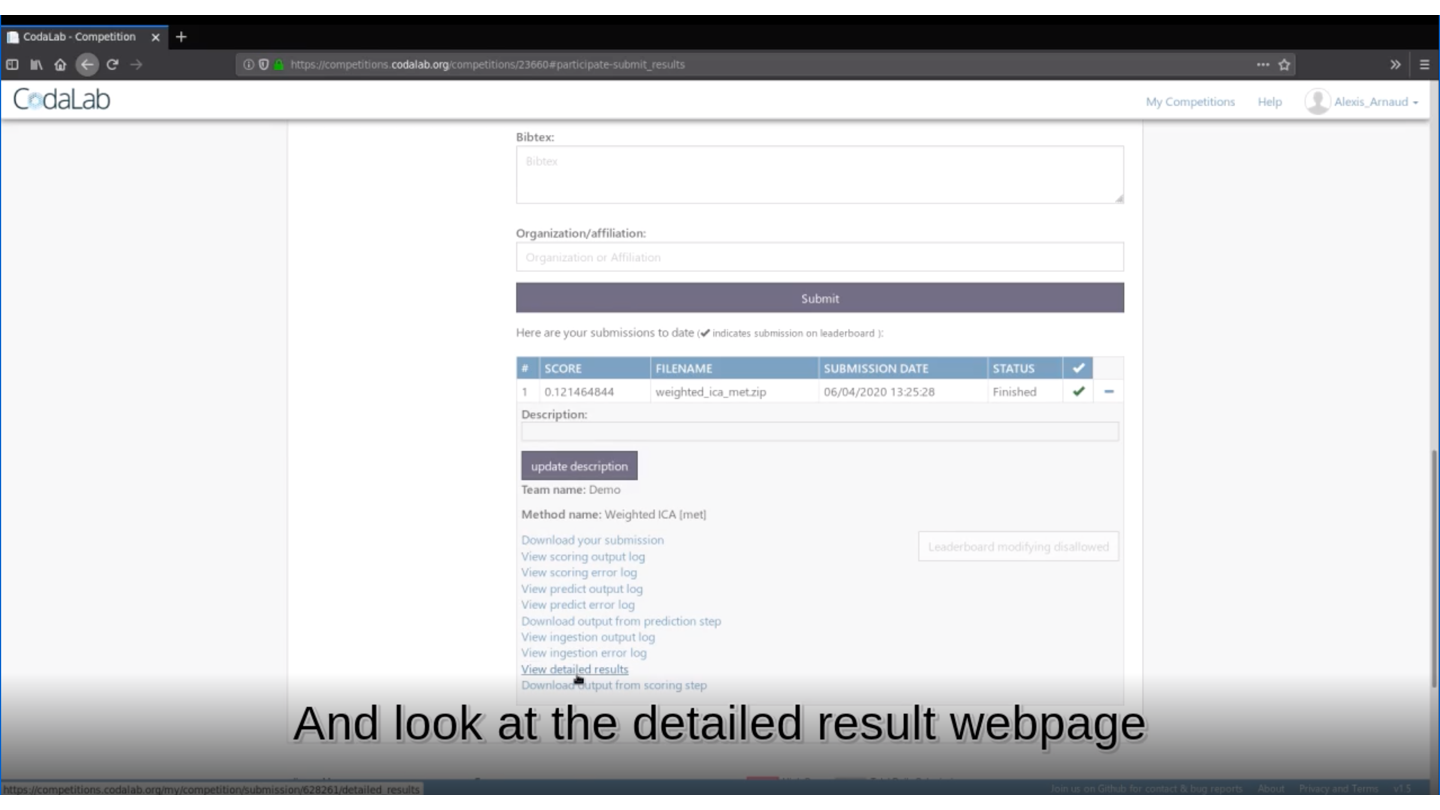 CodaLab - Competition
https://competitions.codalab.org/competitions/23660#participate-submit_results
CodaLab
My Competitions Help Alexis_Arnaud
Bibtex:
Bibtex
Organization/affiliation:
Organization or Affiliation
Submit
Here are your submissions to date (✔ indicates submission on leaderboard ):
# SCORE FILENAME SUBMISSION DATE STATUS ✔
1 0.121464844 weighted_ica_met.zip 06/04/2020 13:25:28 Finished ✔
Description:
update description
Team name: Demo
Method name: Weighted ICA [met]
Download your submission
Leaderboard modifying disallowed
View scoring output log
View scoring error log
View predict output log
View predict error log
Download output from prediction step
View ingestion output log
View ingestion error log
View detailed results
Download output from scoring step
And look at the detailed result webpage
https://competitions.codalab.org/my/competition/submission/628261/detailed_results
Join us on Github for contact & bug reports About Privacy and Terms v1.5